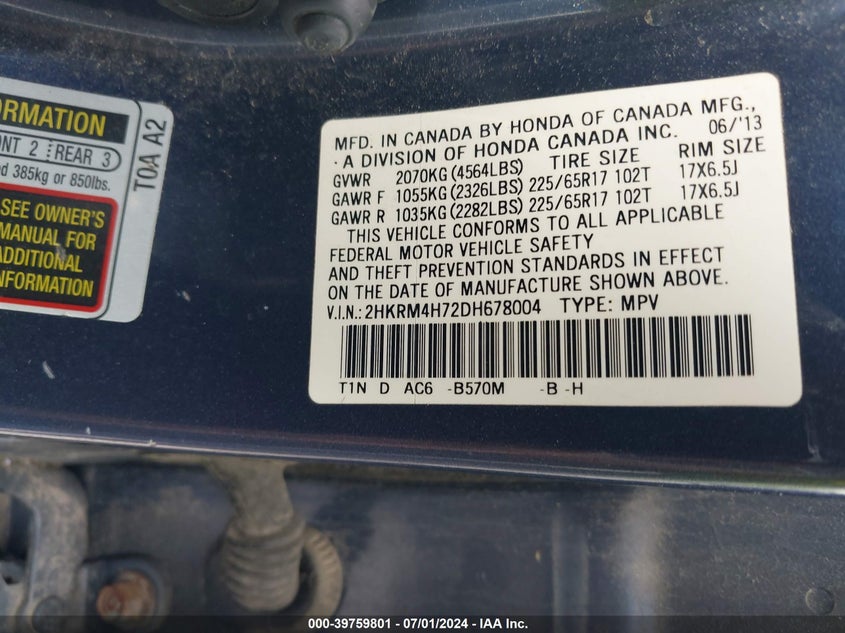 ORMATION
NT 2 REAR 3
d 385kg or 850lbs.
SEE OWNER'S
MANUAL FOR
ADDITIONAL
INFORMATION
T0A A2
MFD. IN CANADA BY HONDA OF CANADA MFG.,
· A DIVISION OF HONDA CANADA INC. 06/'13
GVWR 2070KG (4564LBS) TIRE SIZE RIM SIZE
GAWR F 1055KG (2326LBS) 225/65R17 102T 17X6.5J
GAWR R 1035KG (2282LBS) 225/65R17 102T 17X6.5J
THIS VEHICLE CONFORMS TO ALL APPLICABLE
FEDERAL MOTOR VEHICLE SAFETY
AND THEFT PREVENTION STANDARDS IN EFFECT
ON THE DATE OF MANUFACTURE SHOWN ABOVE.
V.I.N.: 2HKRM4H72DH678004 TYPE: MPV
T1N D AC6 -B570M -B -H
000-39759801 - 07/01/2024 - IAA Inc.